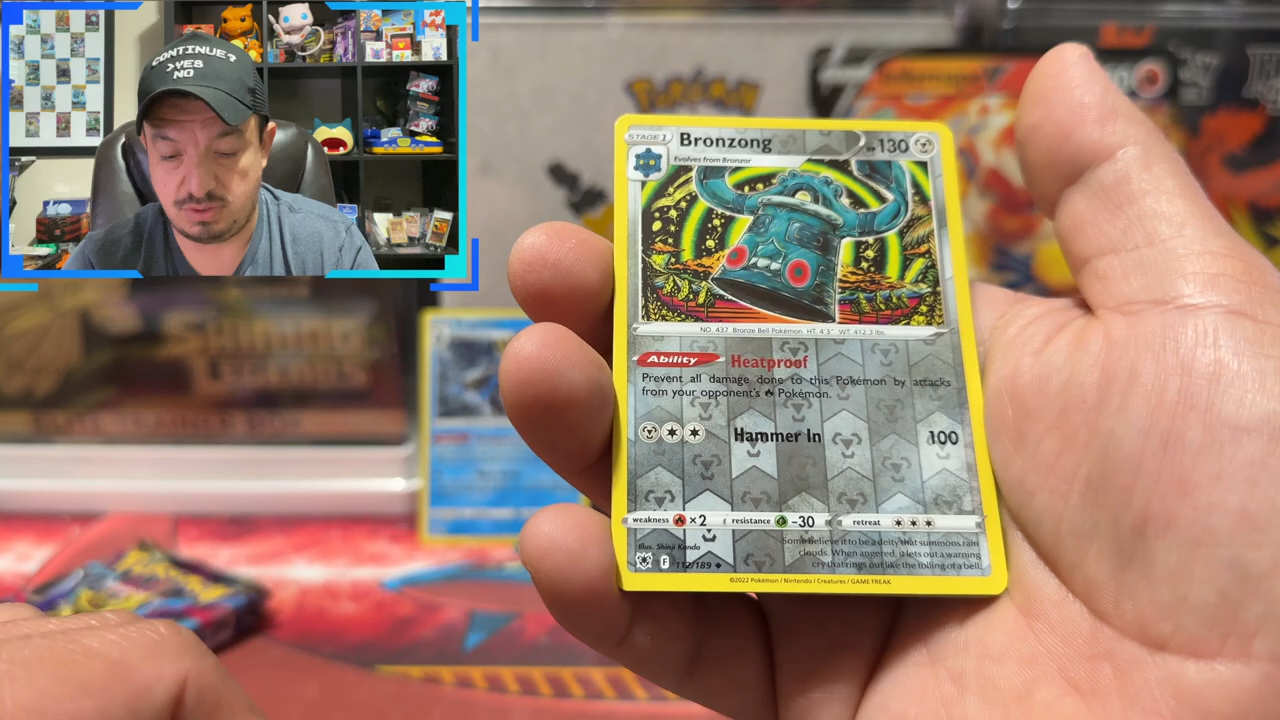 CONTINUE?
>YES
NO
POKéMON
STAGE 1
Bronzong
HP 130
Evolves from Bronzor
NO. 437 Bronze Bell Pokémon HT: 4'3" WT: 412.3 lbs.
Ability Heatproof
Prevent all damage done to this Pokémon by attacks
from your opponent's Pokémon.
Hammer In 100
weakness ×2 resistance -30 retreat
Illus. Shinji Kanda
F 112/189
Some believe it to be a deity that summons rain
clouds. When angered, it lets out a warning
cry that rings out like the tolling of a bell.
©2022 Pokémon / Nintendo / Creatures / GAME FREAK
Shining
Legends